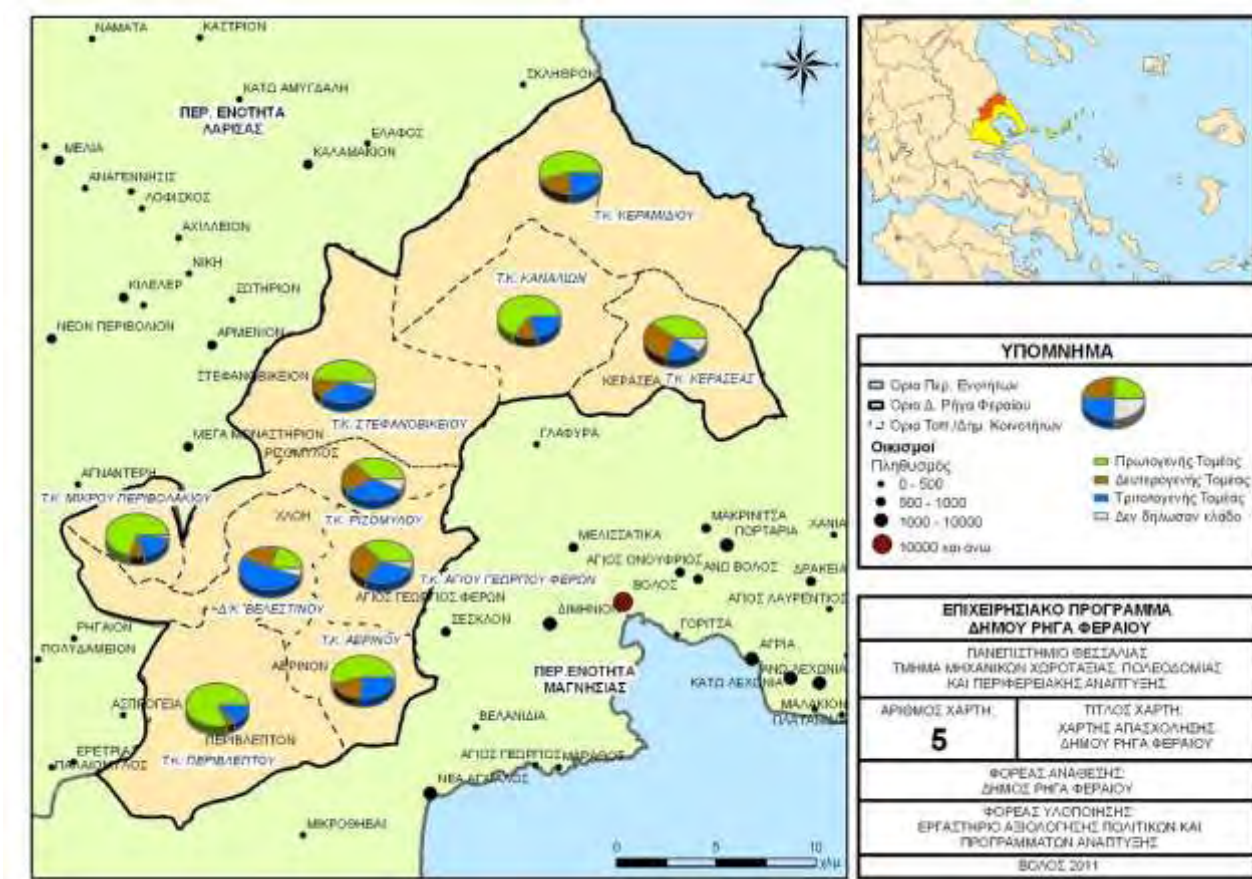 ΝΑΜΑΤΑ
ΚΑΣΤΡΙΟΝ
ΣΚΛΗΘΡΟΝ
ΚΑΤΩ ΑΜΥΓΔΑΛΗ
ΠΕΡ. ΕΝΟΤΗΤΑ
ΛΑΡΙΣΑΣ
ΕΛΑΦΟΣ
ΜΕΛΙΑ
ΚΑΛΑΜΑΚΙΟΝ
ΑΝΑΓΕΝΝΗΣΙΣ
ΛΟΦΙΣΚΟΣ
Τ.Κ. ΚΕΡΑΜΙΔΙΟΥ
ΑΧΙΛΛΕΙΟΝ
ΝΙΚΗ
Τ.Κ. ΚΑΝΑΛΙΩΝ
ΚΙΛΕΛΕΡ
ΣΩΤΗΡΙΟΝ
ΝΕΟΝ ΠΕΡΙΒΟΛΙΟΝ
ΑΡΜΕΝΙΟΝ
ΣΤΕΦΑΝΟΒΙΚΕΙΟΝ
ΚΕΡΑΣΕΑ Τ.Κ. ΚΕΡΑΣΕΑΣ
Τ.Κ. ΣΤΕΦΑΝΟΒΙΚΕΙΟΥ
ΜΕΓΑ ΜΟΝΑΣΤΗΡΙΟΝ
ΓΛΑΦΥΡΑ
ΡΙΖΟΜΥΛΟΣ
ΑΓΝΑΝΤΕΡΗ
Τ.Κ. ΜΙΚΡΟΥ ΠΕΡΙΒΟΛΑΚΙΟΥ
ΧΛΟΗ
Τ.Κ. ΡΙΖΟΜΥΛΟΥ
ΜΑΚΡΙΝΙΤΣΑ
ΧΑΝΙΑ
ΠΟΡΤΑΡΙΑ
ΜΕΛΙΣΣΑΤΙΚΑ
ΑΓΙΟΣ ΟΝΟΥΦΡΙΟΣ
ΑΝΩ ΒΟΛΟΣ
ΔΡΑΚΕΙΑ
Τ.Κ. ΑΓΙΟΥ ΓΕΩΡΓΙΟΥ ΦΕΡΩΝ
ΒΟΛΟΣ
ΑΓΙΟΣ ΓΕΩΡΓΙΟΣ ΦΕΡΩΝ
ΑΓΙΟΣ ΛΑΥΡΕΝΤΙΟΣ
Δ.Κ. ΒΕΛΕΣΤΙΝΟΥ
ΔΙΜΗΝΙΟΝ
ΣΕΣΚΛΟΝ
ΓΟΡΙΤΣΑ
ΡΗΓΑΙΟΝ
Τ.Κ. ΑΕΡΙΝΟΥ
ΠΟΛΥΔΑΜΕΙΟΝ
ΑΓΡΙΑ
ΑΕΡΙΝΟΝ
ΠΕΡ. ΕΝΟΤΗΤΑ
ΜΑΓΝΗΣΙΑΣ
ΑΝΩ ΛΕΧΩΝΙΑ
ΚΑΤΩ ΛΕΧΩΝΙΑ
ΑΣΠΡΟΓΕΙΑ
ΜΑΛΑΚΙΟΝ
ΒΕΛΑΝΙΔΙΑ
ΠΕΡΙΒΛΕΠΤΟΝ
ΕΡΕΤΡΙΑ
Τ.Κ. ΠΕΡΙΒΛΕΠΤΟΥ
ΑΓΙΟΣ ΓΕΩΡΓΙΟΣ
ΜΑΡΑΘΟΣ
ΝΕΑ ΑΓΧΙΑΛΟΣ
ΜΙΚΡΟΘΗΒΑΙ
0 5 10
χλμ
ΥΠΟΜΝΗΜΑ
Όρια Περ. Ενοτήτων
Όρια Δ. Ρήγα Φεραίου
Όρια Τοπ./Δημ. Κοινοτήτων
Οικισμοί
Πληθυσμός
0 - 500
500 - 1000
1000 - 10000
10000 και άνω
Πρωτογενής Τομέας
Δευτερογενής Τομέας
Τριτογενής Τομέας
Δεν δήλωσαν κλάδο
ΕΠΙΧΕΙΡΗΣΙΑΚΟ ΠΡΟΓΡΑΜΜΑ
ΔΗΜΟΥ ΡΗΓΑ ΦΕΡΑΙΟΥ
ΠΑΝΕΠΙΣΤΗΜΙΟ ΘΕΣΣΑΛΙΑΣ
ΤΜΗΜΑ ΜΗΧΑΝΙΚΩΝ ΧΩΡΟΤΑΞΙΑΣ, ΠΟΛΕΟΔΟΜΙΑΣ
ΚΑΙ ΠΕΡΙΦΕΡΕΙΑΚΗΣ ΑΝΑΠΤΥΞΗΣ
ΑΡΙΘΜΟΣ ΧΑΡΤΗ:
5
ΤΙΤΛΟΣ ΧΑΡΤΗ:
ΧΑΡΤΗΣ ΑΠΑΣΧΟΛΗΣΗΣ
ΔΗΜΟΥ ΡΗΓΑ ΦΕΡΑΙΟΥ
ΦΟΡΕΑΣ ΑΝΑΘΕΣΗΣ:
ΔΗΜΟΣ ΡΗΓΑ ΦΕΡΑΙΟΥ
ΦΟΡΕΑΣ ΥΛΟΠΟΙΗΣΗΣ:
ΕΡΓΑΣΤΗΡΙΟ ΑΞΙΟΛΟΓΗΣΗΣ ΠΟΛΙΤΙΚΩΝ ΚΑΙ
ΠΡΟΓΡΑΜΜΑΤΩΝ ΑΝΑΠΤΥΞΗΣ
ΒΟΛΟΣ 2011